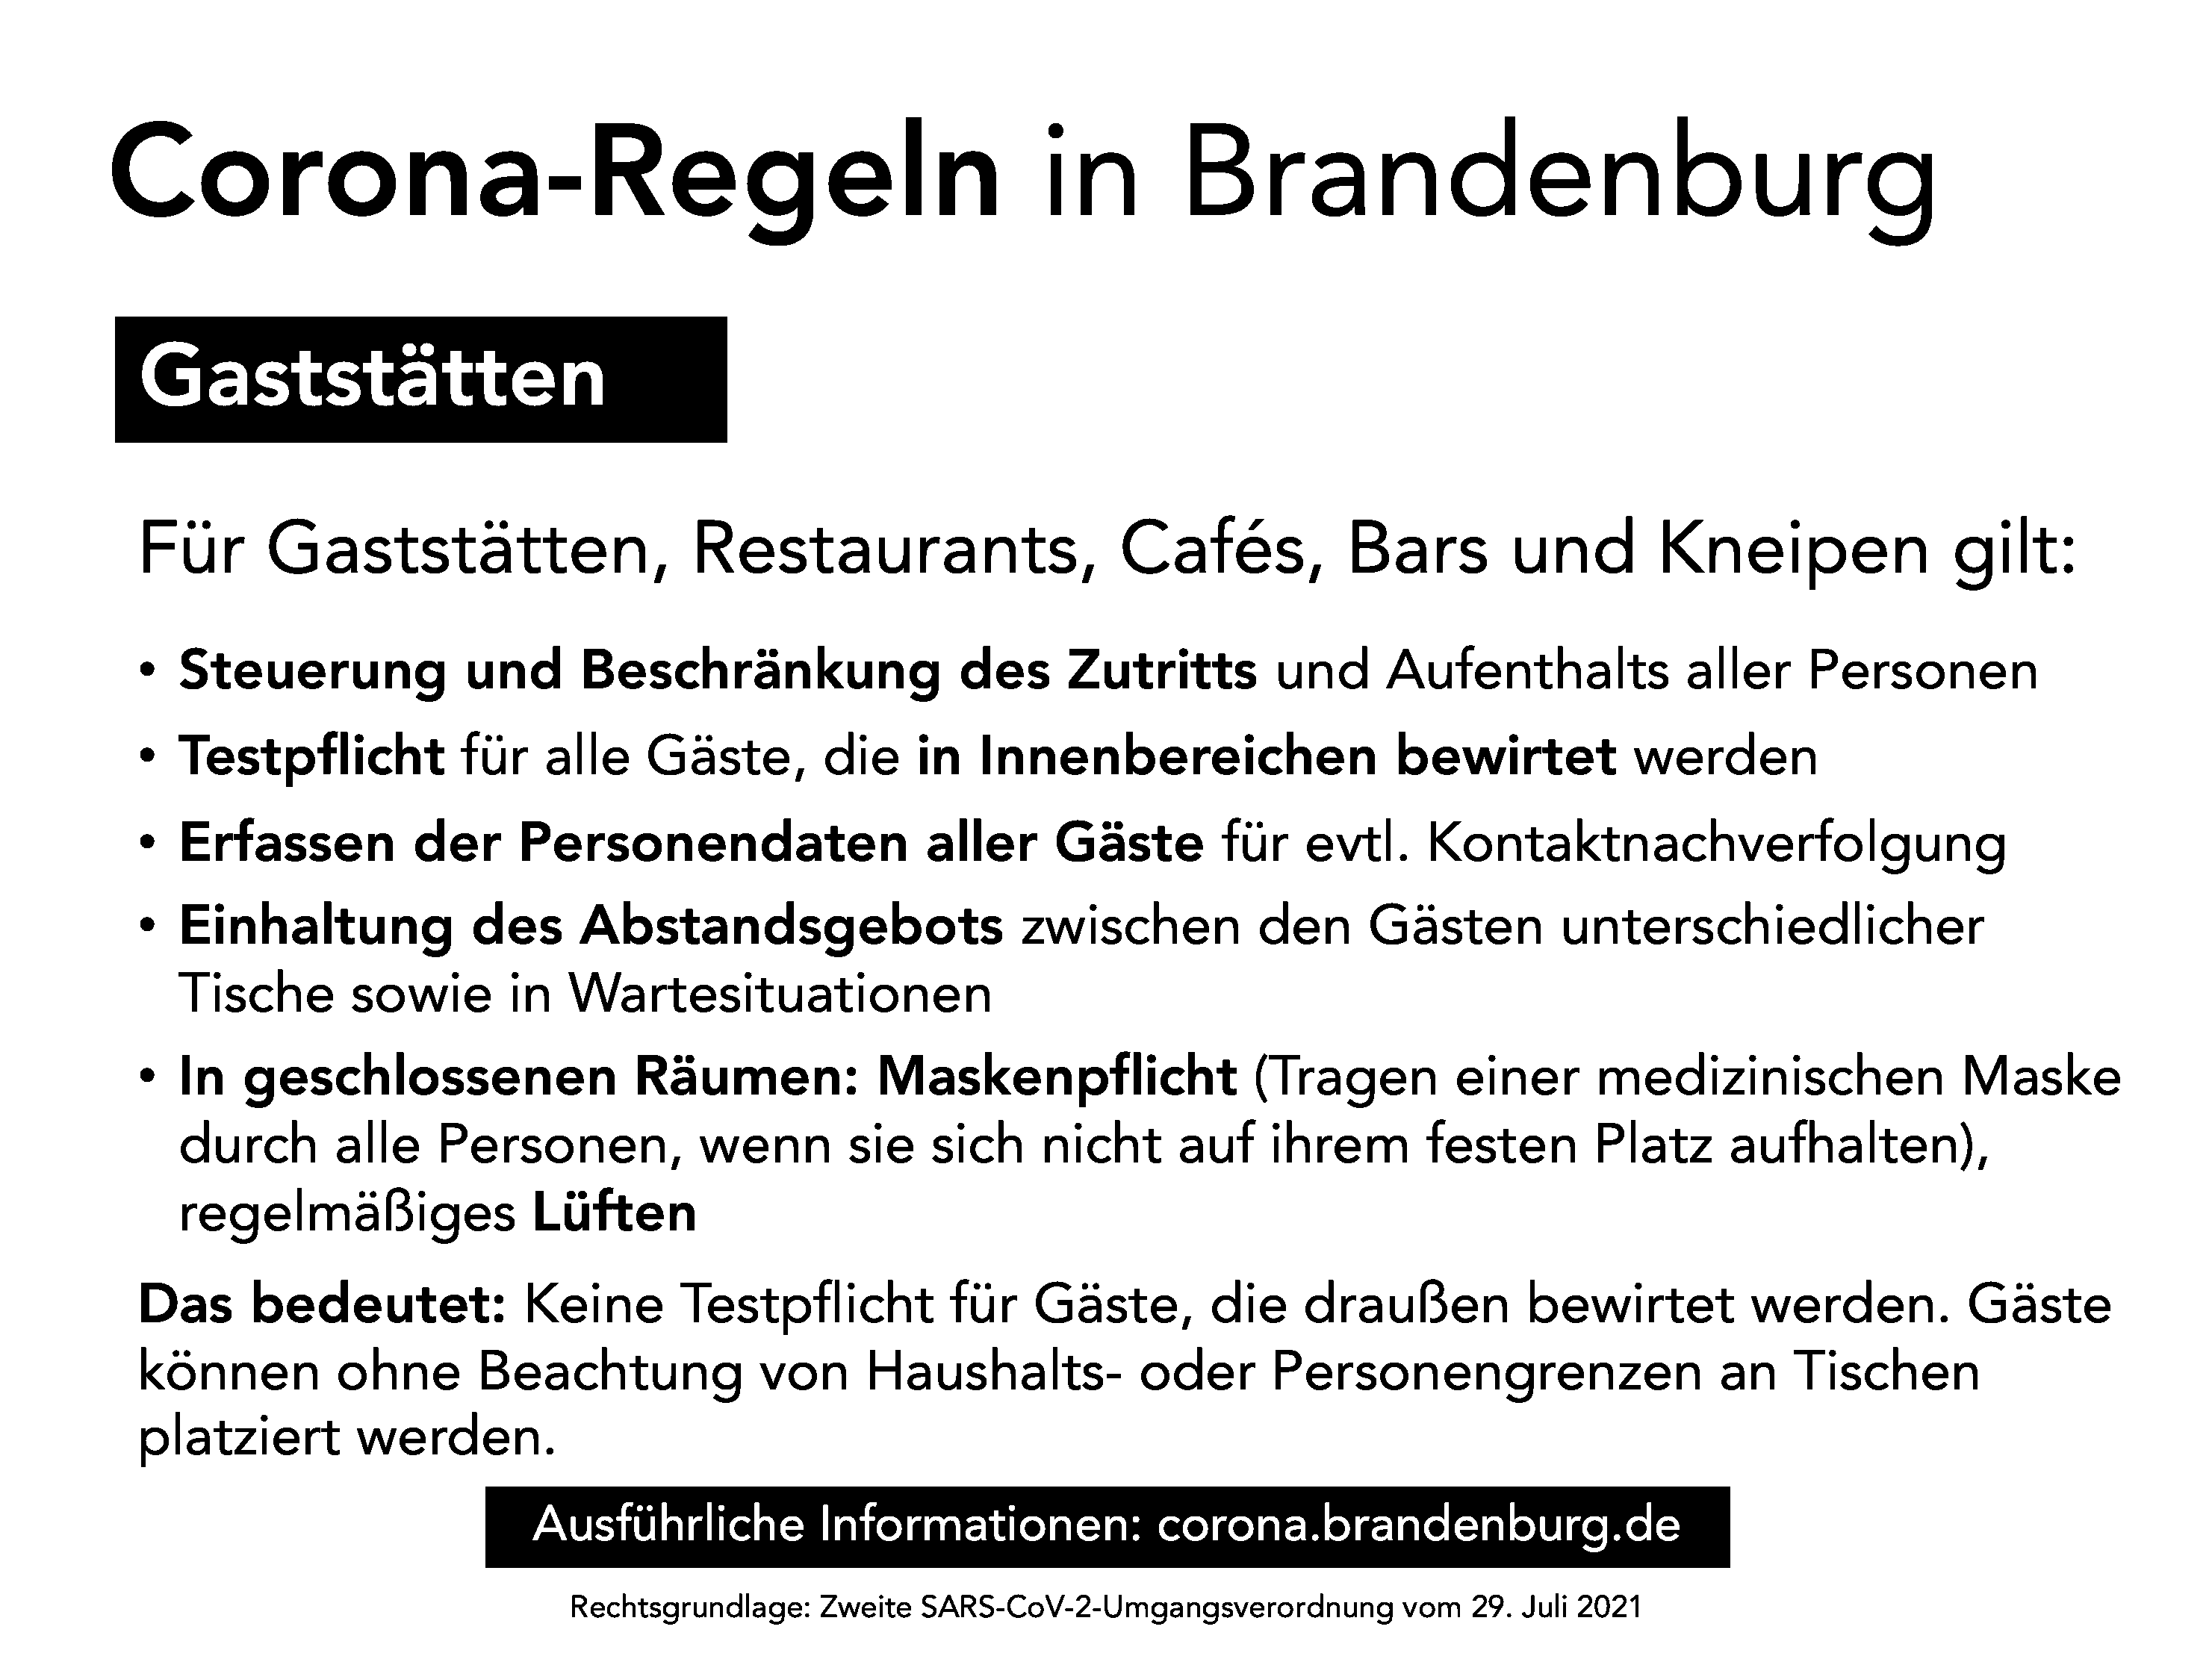 Corona-Regeln in Brandenburg
Gaststätten
Für Gaststätten, Restaurants, Cafés, Bars und Kneipen gilt:
• Steuerung und Beschränkung des Zutritts und Aufenthalts aller Personen
• Testpflicht für alle Gäste, die in Innenbereichen bewirtet werden
• Erfassen der Personendaten aller Gäste für evtl. Kontaktnachverfolgung
• Einhaltung des Abstandsgebots zwischen den Gästen unterschiedlicher
Tische sowie in Wartesituationen
• In geschlossenen Räumen: Maskenpflicht (Tragen einer medizinischen Maske
durch alle Personen, wenn sie sich nicht auf ihrem festen Platz aufhalten),
regelmäßiges Lüften
Das bedeutet: Keine Testpflicht für Gäste, die draußen bewirtet werden. Gäste
können ohne Beachtung von Haushalts- oder Personengrenzen an Tischen
platziert werden.
Ausführliche Informationen: corona.brandenburg.de
Rechtsgrundlage: Zweite SARS-CoV-2-Umgangsverordnung vom 29. Juli 2021